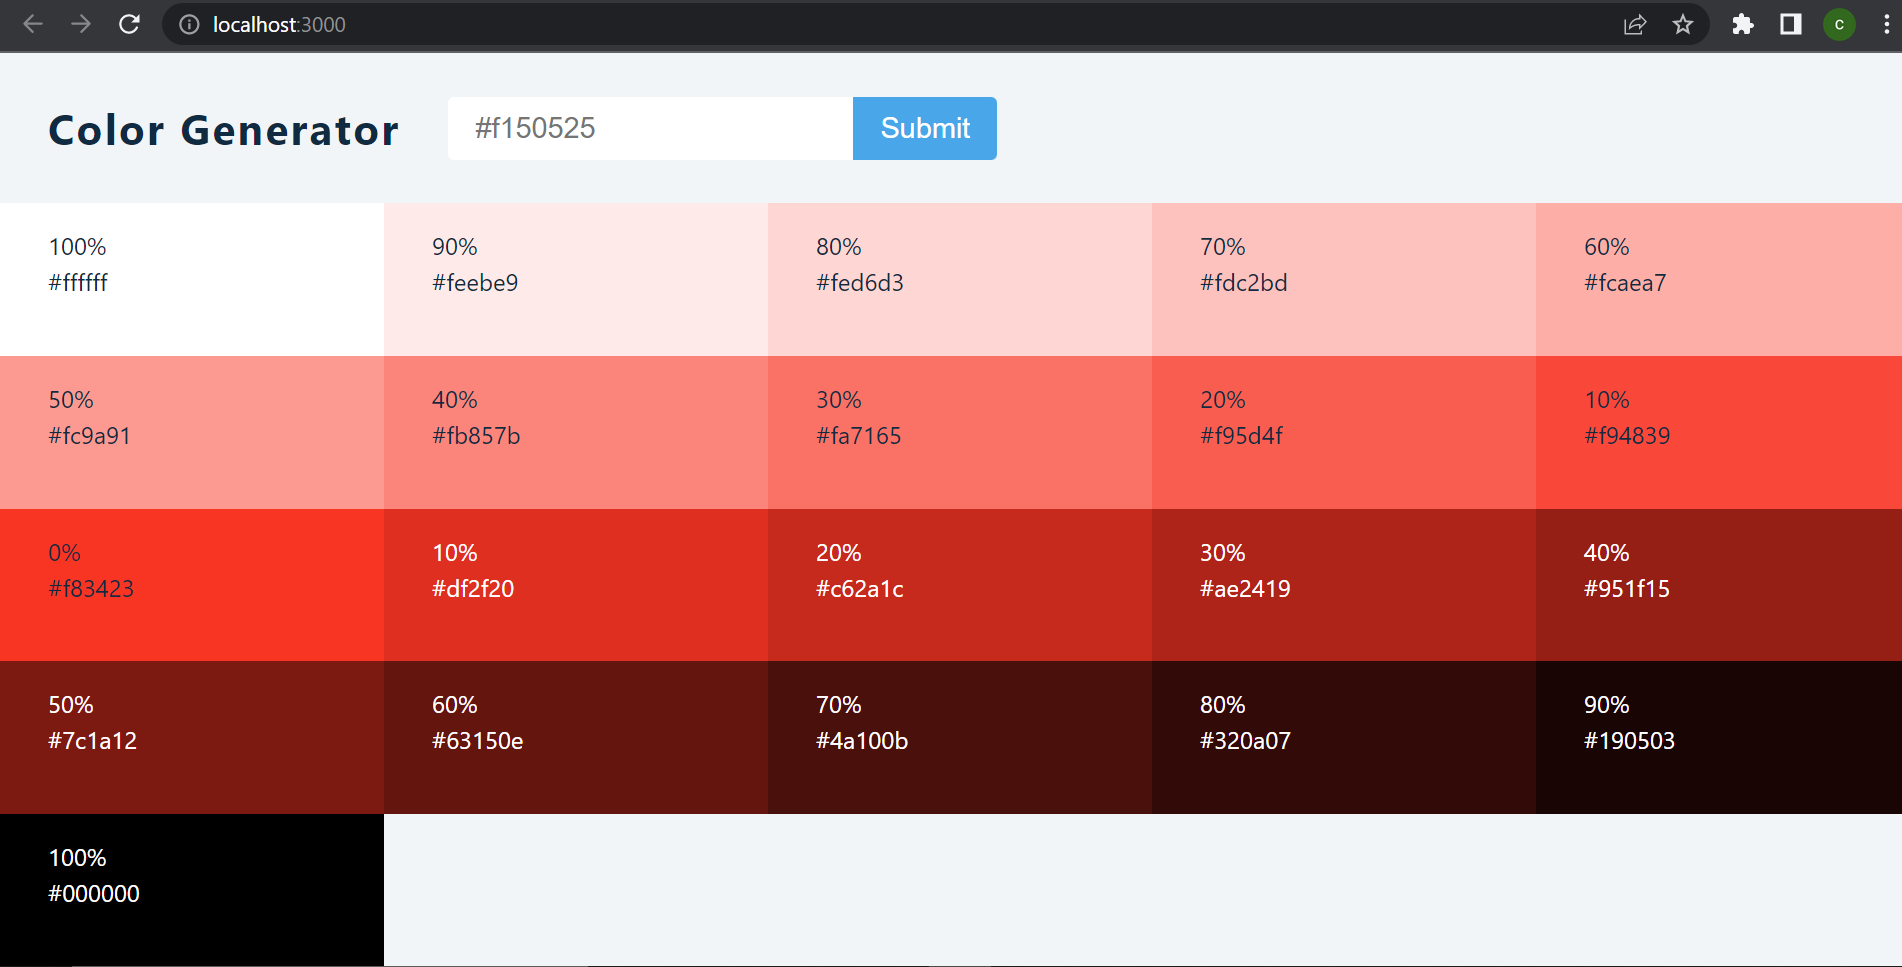 localhost:3000
C
Color Generator
#f150525
Submit
100%
#ffffff
90%
#feebe9
80%
#fed6d3
70%
#fdc2bd
60%
#fcaea7
50%
#fc9a91
40%
#fb857b
30%
#fa7165
20%
#f95d4f
10%
#f94839
0%
#f83423
10%
#df2f20
20%
#c62a1c
30%
#ae2419
40%
#951f15
50%
#7c1a12
60%
#63150e
70%
#4a100b
80%
#320a07
90%
#190503
100%
#000000